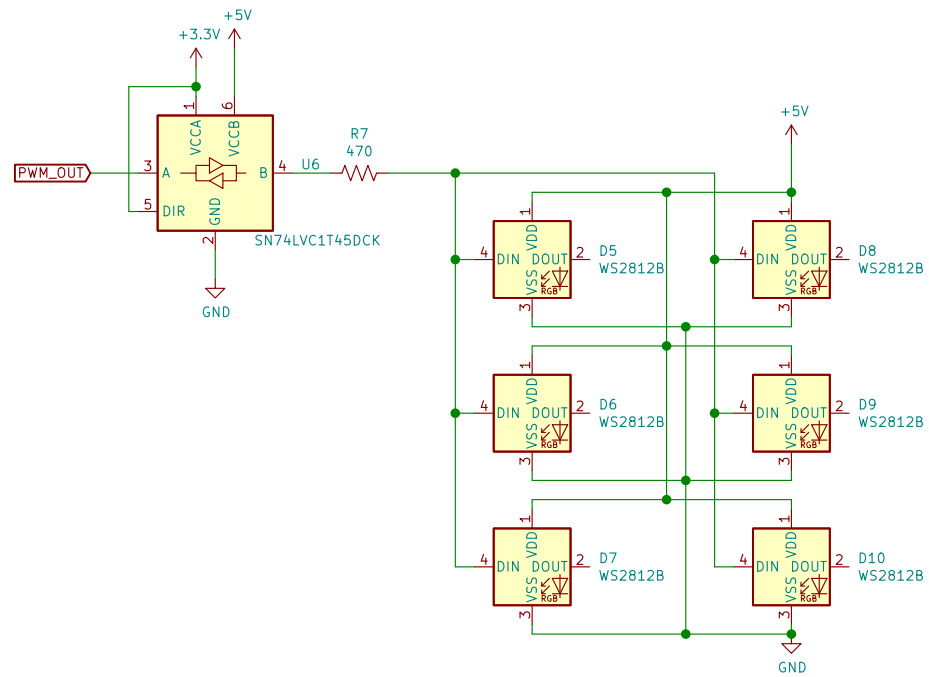 +5V
+3.3V
1
6
VCCA
VCCB
R7
470
PWM_OUT
3
A
B
4
U6
5
DIR
GND
2
SN74LVC1T45DCK
GND
+5V
1
VDD
4
DIN
DOUT
2
VSS
RGB
3
D5
WS2812B
1
VDD
4
DIN
DOUT
2
VSS
RGB
3
D8
WS2812B
1
VDD
4
DIN
DOUT
2
VSS
RGB
3
D6
WS2812B
1
VDD
4
DIN
DOUT
2
VSS
RGB
3
D9
WS2812B
1
VDD
4
DIN
DOUT
2
VSS
RGB
3
D7
WS2812B
1
VDD
4
DIN
DOUT
2
VSS
RGB
3
D10
WS2812B
GND